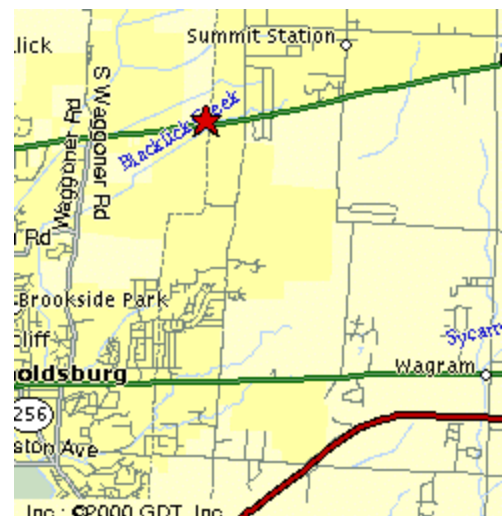 Summit Station
lick
Blacklick Creek
S Waggoner Rd
Waggoner Rd
Rd
Brookside Park
cliff
Sycam
oldsburg
Wagram
256
ston Ave
Inc.; ©2000 GDT, Inc.